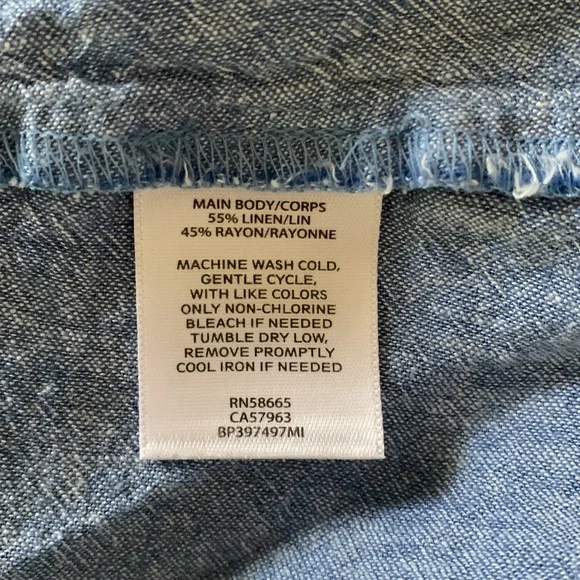 MAIN BODY/CORPS
55% LINEN/LIN
45% RAYON/RAYONNE
MACHINE WASH COLD,
GENTLE CYCLE,
WITH LIKE COLORS
ONLY NON-CHLORINE
BLEACH IF NEEDED
TUMBLE DRY LOW,
REMOVE PROMPTLY
COOL IRON IF NEEDED
RN58665
CA57963
BP397497MI